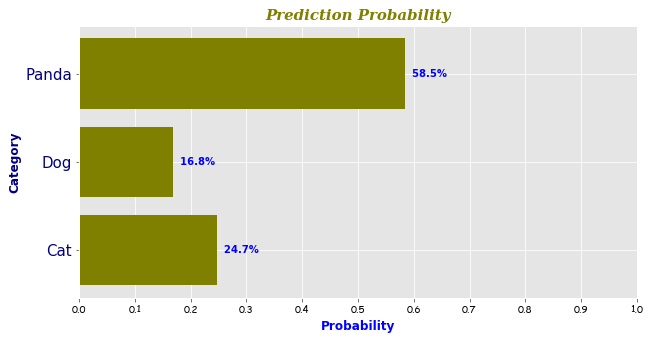 Prediction Probability
Category
Panda
58.5%
Dog
16.8%
Cat
24.7%
0.0 0.1 0.2 0.3 0.4 0.5 0.6 0.7 0.8 0.9 1.0
Probability